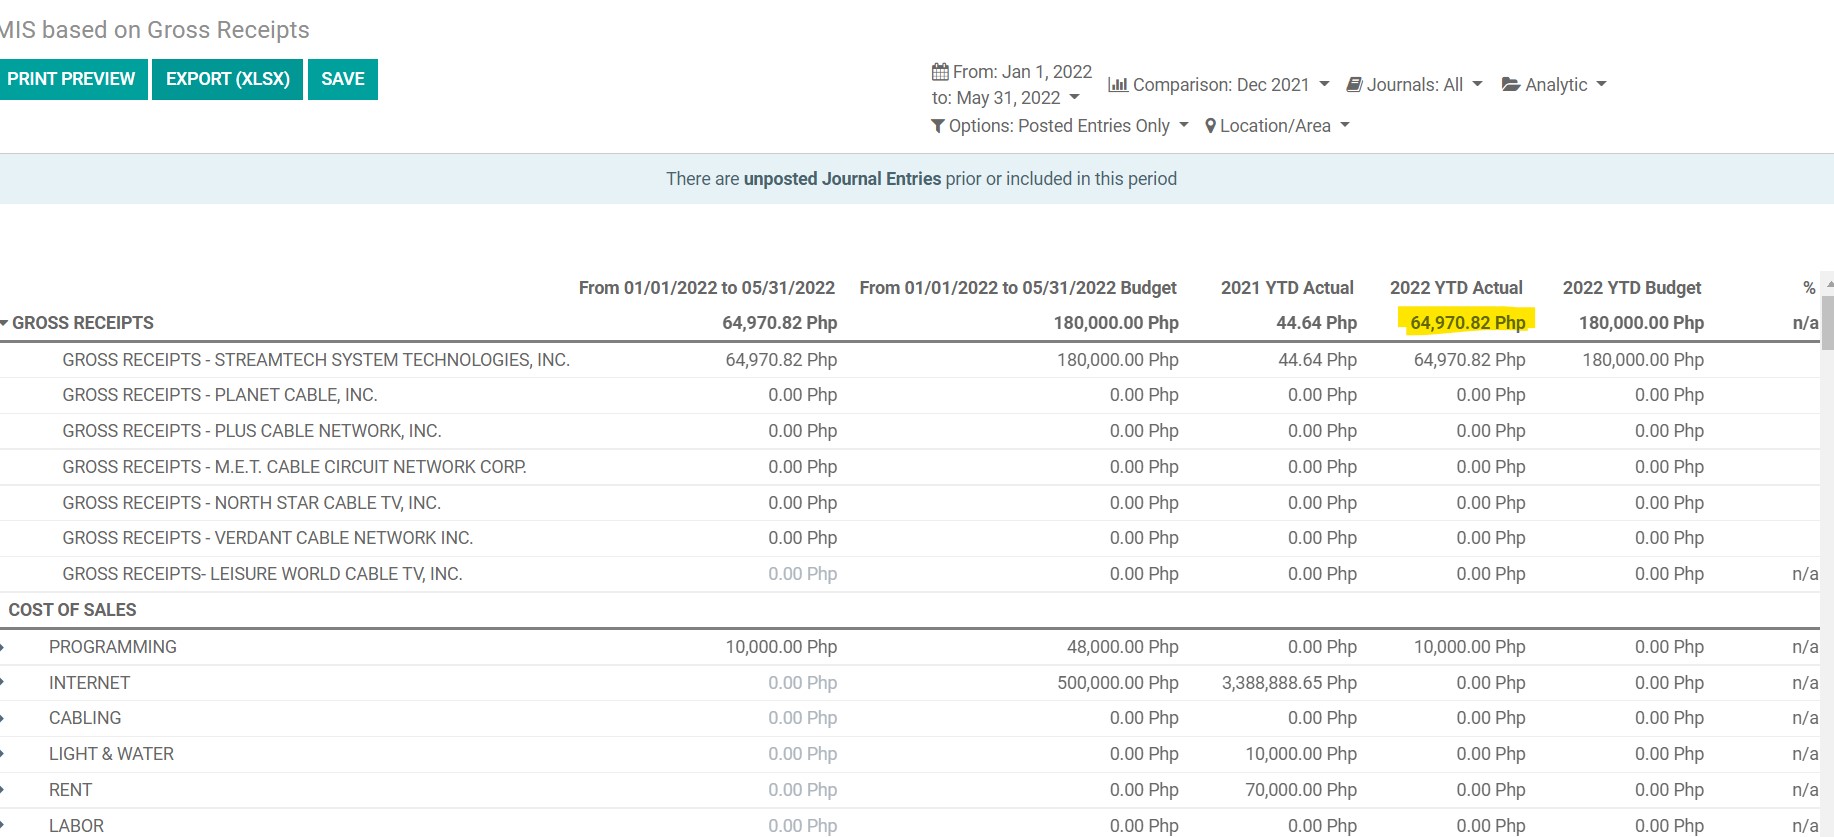 MIS based on Gross Receipts
PRINT PREVIEW EXPORT (XLSX) SAVE
From: Jan 1, 2022
to: May 31, 2022
Comparison: Dec 2021 Journals: All Analytic
Options: Posted Entries Only Location/Area
There are unposted Journal Entries prior or included in this period
From 01/01/2022 to 05/31/2022 From 01/01/2022 to 05/31/2022 Budget 2021 YTD Actual 2022 YTD Actual 2022 YTD Budget %
GROSS RECEIPTS 64,970.82 Php 180,000.00 Php 44.64 Php 64,970.82 Php 180,000.00 Php n/a
GROSS RECEIPTS - STREAMTECH SYSTEM TECHNOLOGIES, INC. 64,970.82 Php 180,000.00 Php 44.64 Php 64,970.82 Php 180,000.00 Php
GROSS RECEIPTS - PLANET CABLE, INC. 0.00 Php 0.00 Php 0.00 Php 0.00 Php 0.00 Php
GROSS RECEIPTS - PLUS CABLE NETWORK, INC. 0.00 Php 0.00 Php 0.00 Php 0.00 Php 0.00 Php
GROSS RECEIPTS - M.E.T. CABLE CIRCUIT NETWORK CORP. 0.00 Php 0.00 Php 0.00 Php 0.00 Php 0.00 Php
GROSS RECEIPTS - NORTH STAR CABLE TV, INC. 0.00 Php 0.00 Php 0.00 Php 0.00 Php 0.00 Php
GROSS RECEIPTS - VERDANT CABLE NETWORK INC. 0.00 Php 0.00 Php 0.00 Php 0.00 Php 0.00 Php
GROSS RECEIPTS- LEISURE WORLD CABLE TV, INC. 0.00 Php 0.00 Php 0.00 Php 0.00 Php 0.00 Php n/a
COST OF SALES
PROGRAMMING 10,000.00 Php 48,000.00 Php 0.00 Php 10,000.00 Php 0.00 Php n/a
INTERNET 0.00 Php 500,000.00 Php 3,388,888.65 Php 0.00 Php 0.00 Php n/a
CABLING 0.00 Php 0.00 Php 0.00 Php 0.00 Php 0.00 Php n/a
LIGHT & WATER 0.00 Php 0.00 Php 10,000.00 Php 0.00 Php 0.00 Php n/a
RENT 0.00 Php 0.00 Php 70,000.00 Php 0.00 Php 0.00 Php n/a
LABOR 0.00 Php 0.00 Php 0.00 Php 0.00 Php 0.00 Php n/a